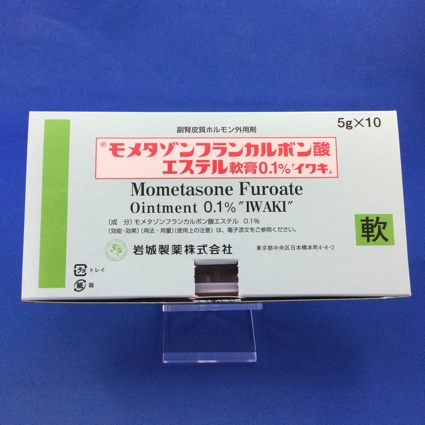 副腎皮質ホルモン外用剤
5g×10
モメタゾンフランカルボン酸
エステル軟膏0.1%「イワキ」
Mometasone Furoate
Ointment 0.1% "IWAKI"
(成 分) モメタゾンフランカルボン酸エステル 0.1%
(効能・効果)(用法・用量)(使用上の注意)は、電子添文をご参照ください。
軟
岩城製薬株式会社
東京都中央区日本橋本町4-8-2
プラ トレイ
紙 箱